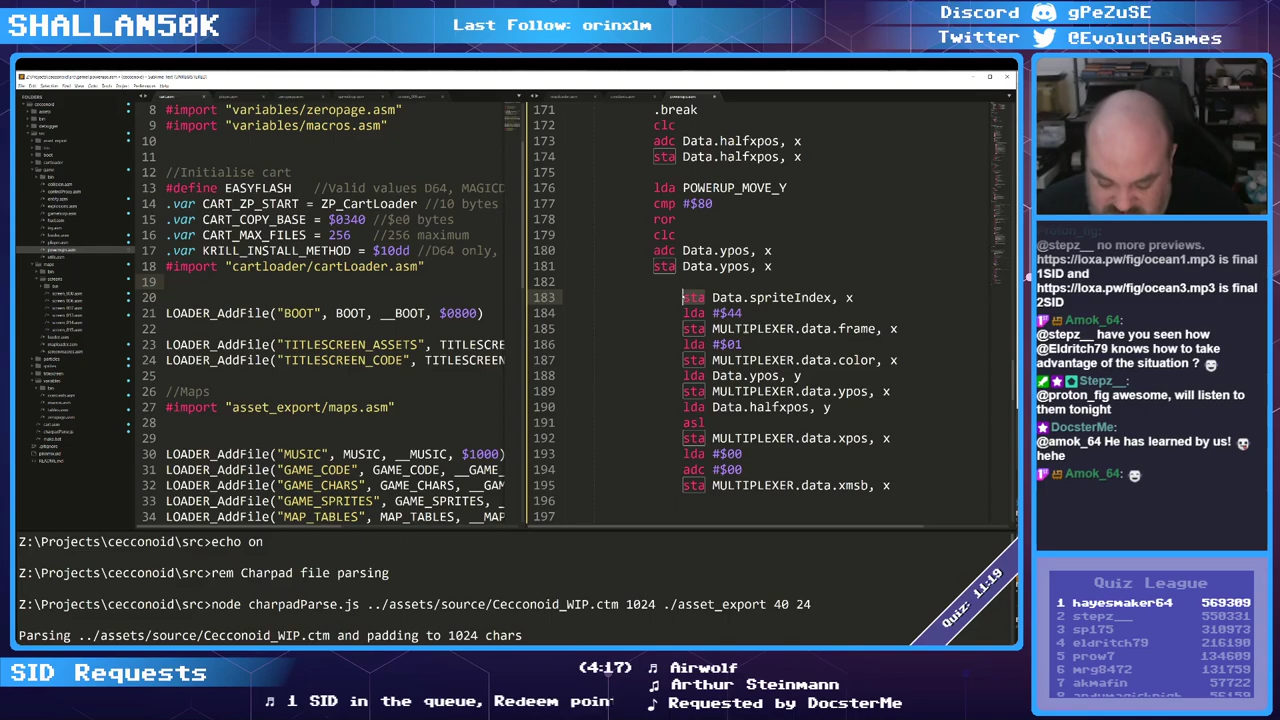 SHALLAN50K
Last Follow: orinxlm
Discord gPeZuSE
Twitter @EvoluteGames
8 #import "variables/zeropage.asm"
9 #import "variables/macros.asm"
10
11
12 //Initialise cart
13 #define EASYFLASH //Valid values D64, MAGICD
14 .var CART_ZP_START = ZP_CartLoader //10 bytes
15 .var CART_COPY_BASE = $0340 //$e0 bytes
16 .var CART_MAX_FILES = 256 //256 maximum
17 .var KRILL_INSTALL_METHOD = $10dd //D64 only,
18 #import "cartloader/cartLoader.asm"
19
20
21 LOADER_AddFile("BOOT", BOOT, __BOOT, $0800)
22
23 LOADER_AddFile("TITLESCREEN_ASSETS", TITLESCRE
24 LOADER_AddFile("TITLESCREEN_CODE", TITLESCREEN
25
26 //Maps
27 #import "asset_export/maps.asm"
28
29
30 LOADER_AddFile("MUSIC", MUSIC, __MUSIC, $1000)
31 LOADER_AddFile("GAME_CODE", GAME_CODE, __GAME_
32 LOADER_AddFile("GAME_CHARS", GAME_CHARS, __GAM
33 LOADER_AddFile("GAME_SPRITES", GAME_SPRITES, _
34 LOADER_AddFile("MAP_TABLES", MAP_TABLES, __MAP
171 .break
172 clc
173 adc Data.halfxpos, x
174 sta Data.halfxpos, x
175
176 lda POWERUP_MOVE_Y
177 cmp #$80
178 ror
179 clc
180 adc Data.ypos, x
181 sta Data.ypos, x
182
183 sta Data.spriteIndex, x
184 lda #$44
185 sta MULTIPLEXER.data.frame, x
186 lda #$01
187 sta MULTIPLEXER.data.color, x
188 lda Data.ypos, y
189 sta MULTIPLEXER.data.ypos, x
190 lda Data.halfxpos, y
191 asl
192 sta MULTIPLEXER.data.xpos, x
193 lda #$00
194 adc #$00
195 sta MULTIPLEXER.data.xmsb, x
196
197
Z:\Projects\cecconoid\src>echo on
Z:\Projects\cecconoid\src>rem Charpad file parsing
Z:\Projects\cecconoid\src>node charpadParse.js ../assets/source/Cecconoid_WIP.ctm 1024 ./asset_export 40 24
Parsing ../assets/source/Cecconoid_WIP.ctm and padding to 1024 chars
Quiz: 11:19
Proton_fig:
@stepz__ no more previews.
https://loxa.pw/fig/ocean1.mp3 is final
1SID and
https://loxa.pw/fig/ocean3.mp3 is final
2SID
Amok_64:
@stepz__ have you seen how
@Eldritch79 knows how to take
advantage of the situation ?
Stepz__:
@proton_fig awesome, will listen to
them tonight
DocsterMe:
@amok_64 He has learned by us!
hehe
Amok_64:
Quiz League
1 hayesmaker64 569309
2 stepz__ 550331
3 sp175 310973
4 eldritch79 216190
5 prow7 134609
6 mrg8472 131759
7 akmafin 57722
SID Requests
(4:17) Airwolf
Arthur Steinmann
Requested by DocsterMe
1 SID in the queue, Redeem poin